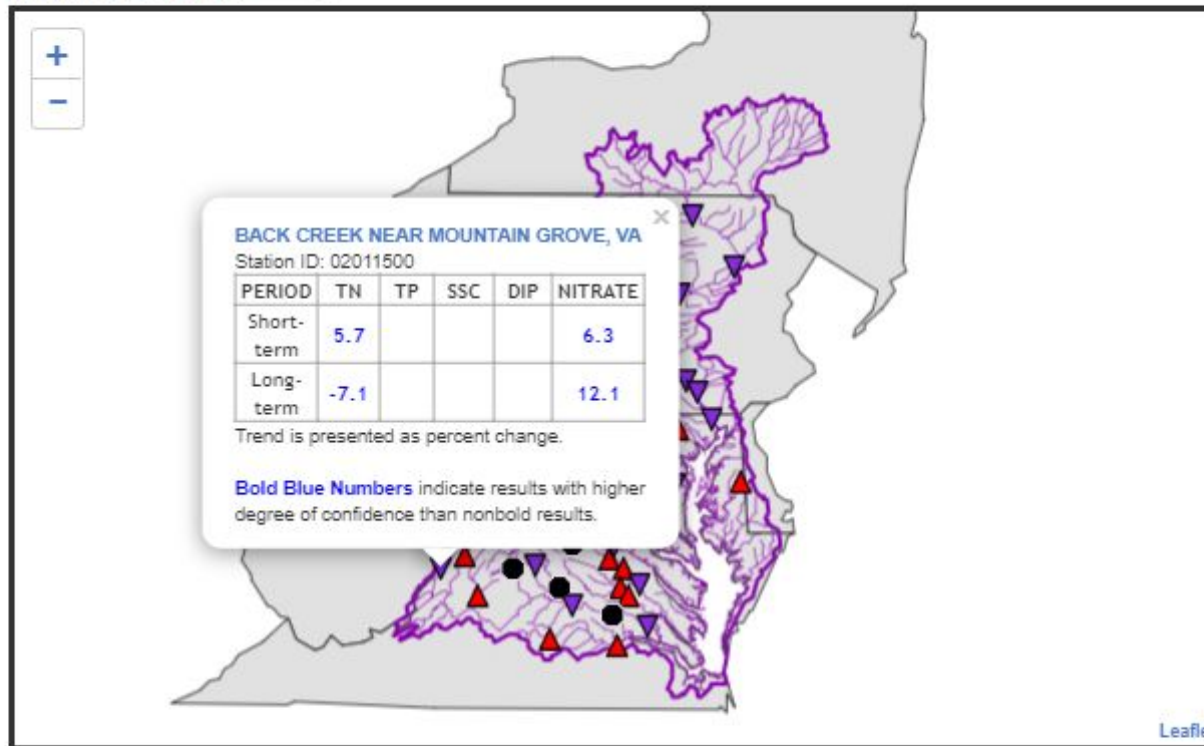 +
−
×
BACK CREEK NEAR MOUNTAIN GROVE, VA
Station ID: 02011500
PERIOD TN TP SSC DIP NITRATE
Short-
term 5.7 6.3
Long-
term -7.1 12.1
Trend is presented as percent change.
Bold Blue Numbers indicate results with higher
degree of confidence than nonbold results.
Leafle